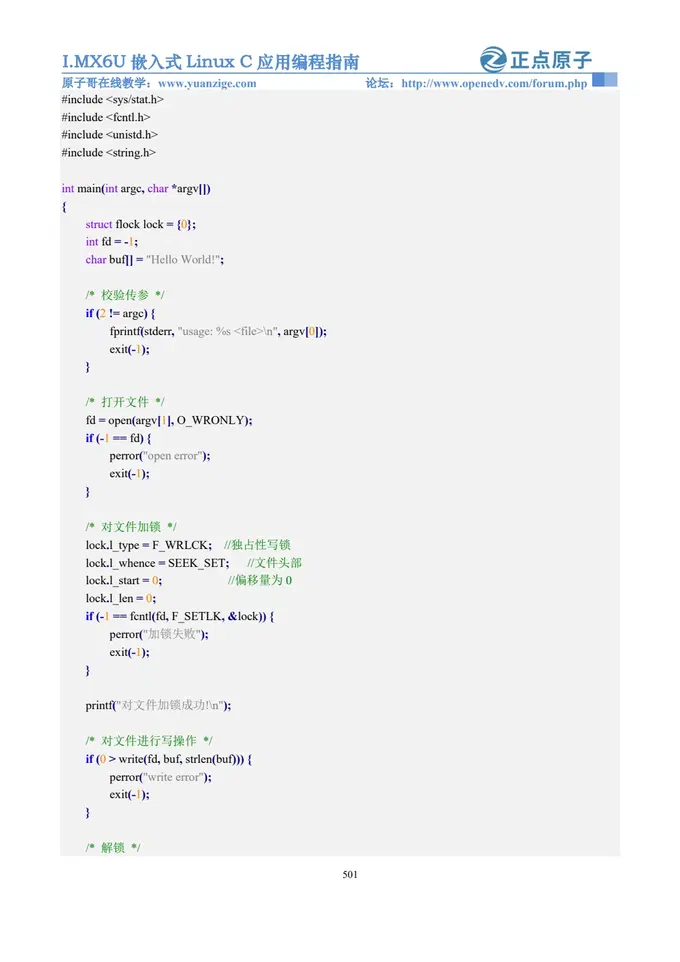 I.MX6U 嵌入式 Linux C 应用编程指南
正点原子
原子哥在线教学：www.yuanzige.com 论坛：http://www.openedv.com/forum.php
#include <sys/stat.h>
#include <fcntl.h>
#include <unistd.h>
#include <string.h>
int main(int argc, char *argv[])
{
struct flock lock = {0};
int fd = -1;
char buf[] = "Hello World!";
/* 校验传参 */
if (2 != argc) {
fprintf(stderr, "usage: %s <file>\n", argv[0]);
exit(-1);
}
/* 打开文件 */
fd = open(argv[1], O_WRONLY);
if (-1 == fd) {
perror("open error");
exit(-1);
}
/* 对文件加锁 */
lock.l_type = F_WRLCK; //独占性写锁
lock.l_whence = SEEK_SET; //文件头部
lock.l_start = 0; //偏移量为 0
lock.l_len = 0;
if (-1 == fcntl(fd, F_SETLK, &lock)) {
perror("加锁失败");
exit(-1);
}
printf("对文件加锁成功!\n");
/* 对文件进行写操作 */
if (0 > write(fd, buf, strlen(buf))) {
perror("write error");
exit(-1);
}
/* 解锁 */
501